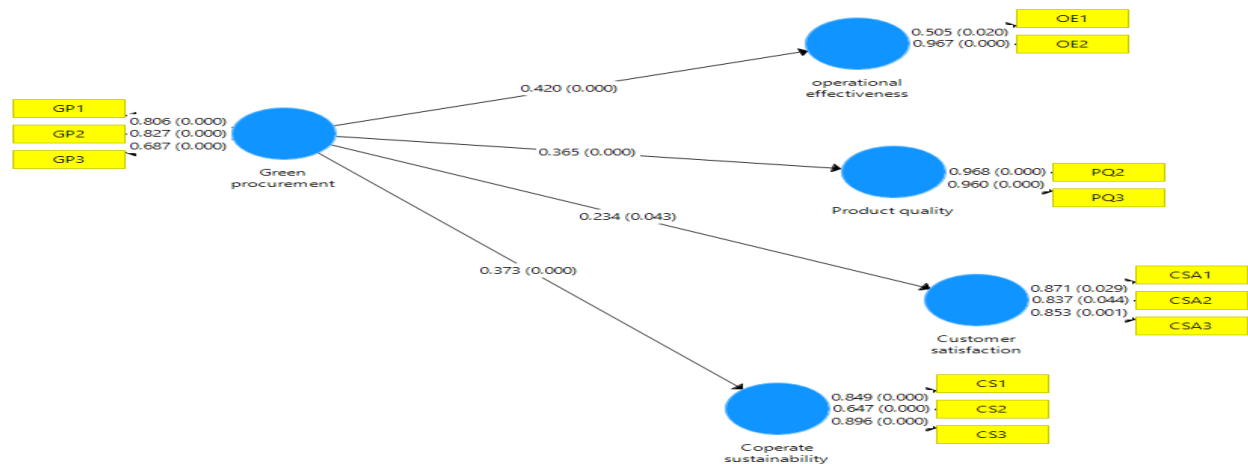 GP1
GP2
GP3
0.806 (0.000)
0.827 (0.000)
0.687 (0.000)
Green
procurement
0.420 (0.000)
0.365 (0.000)
0.234 (0.043)
0.373 (0.000)
operational
effectiveness
0.505 (0.020)
0.967 (0.000)
OE1
OE2
Product quality
0.968 (0.000)
0.960 (0.000)
PQ2
PQ3
Customer
satisfaction
0.871 (0.029)
0.837 (0.044)
0.853 (0.001)
CSA1
CSA2
CSA3
Coperate
sustainability
0.849 (0.000)
0.647 (0.000)
0.896 (0.000)
CS1
CS2
CS3